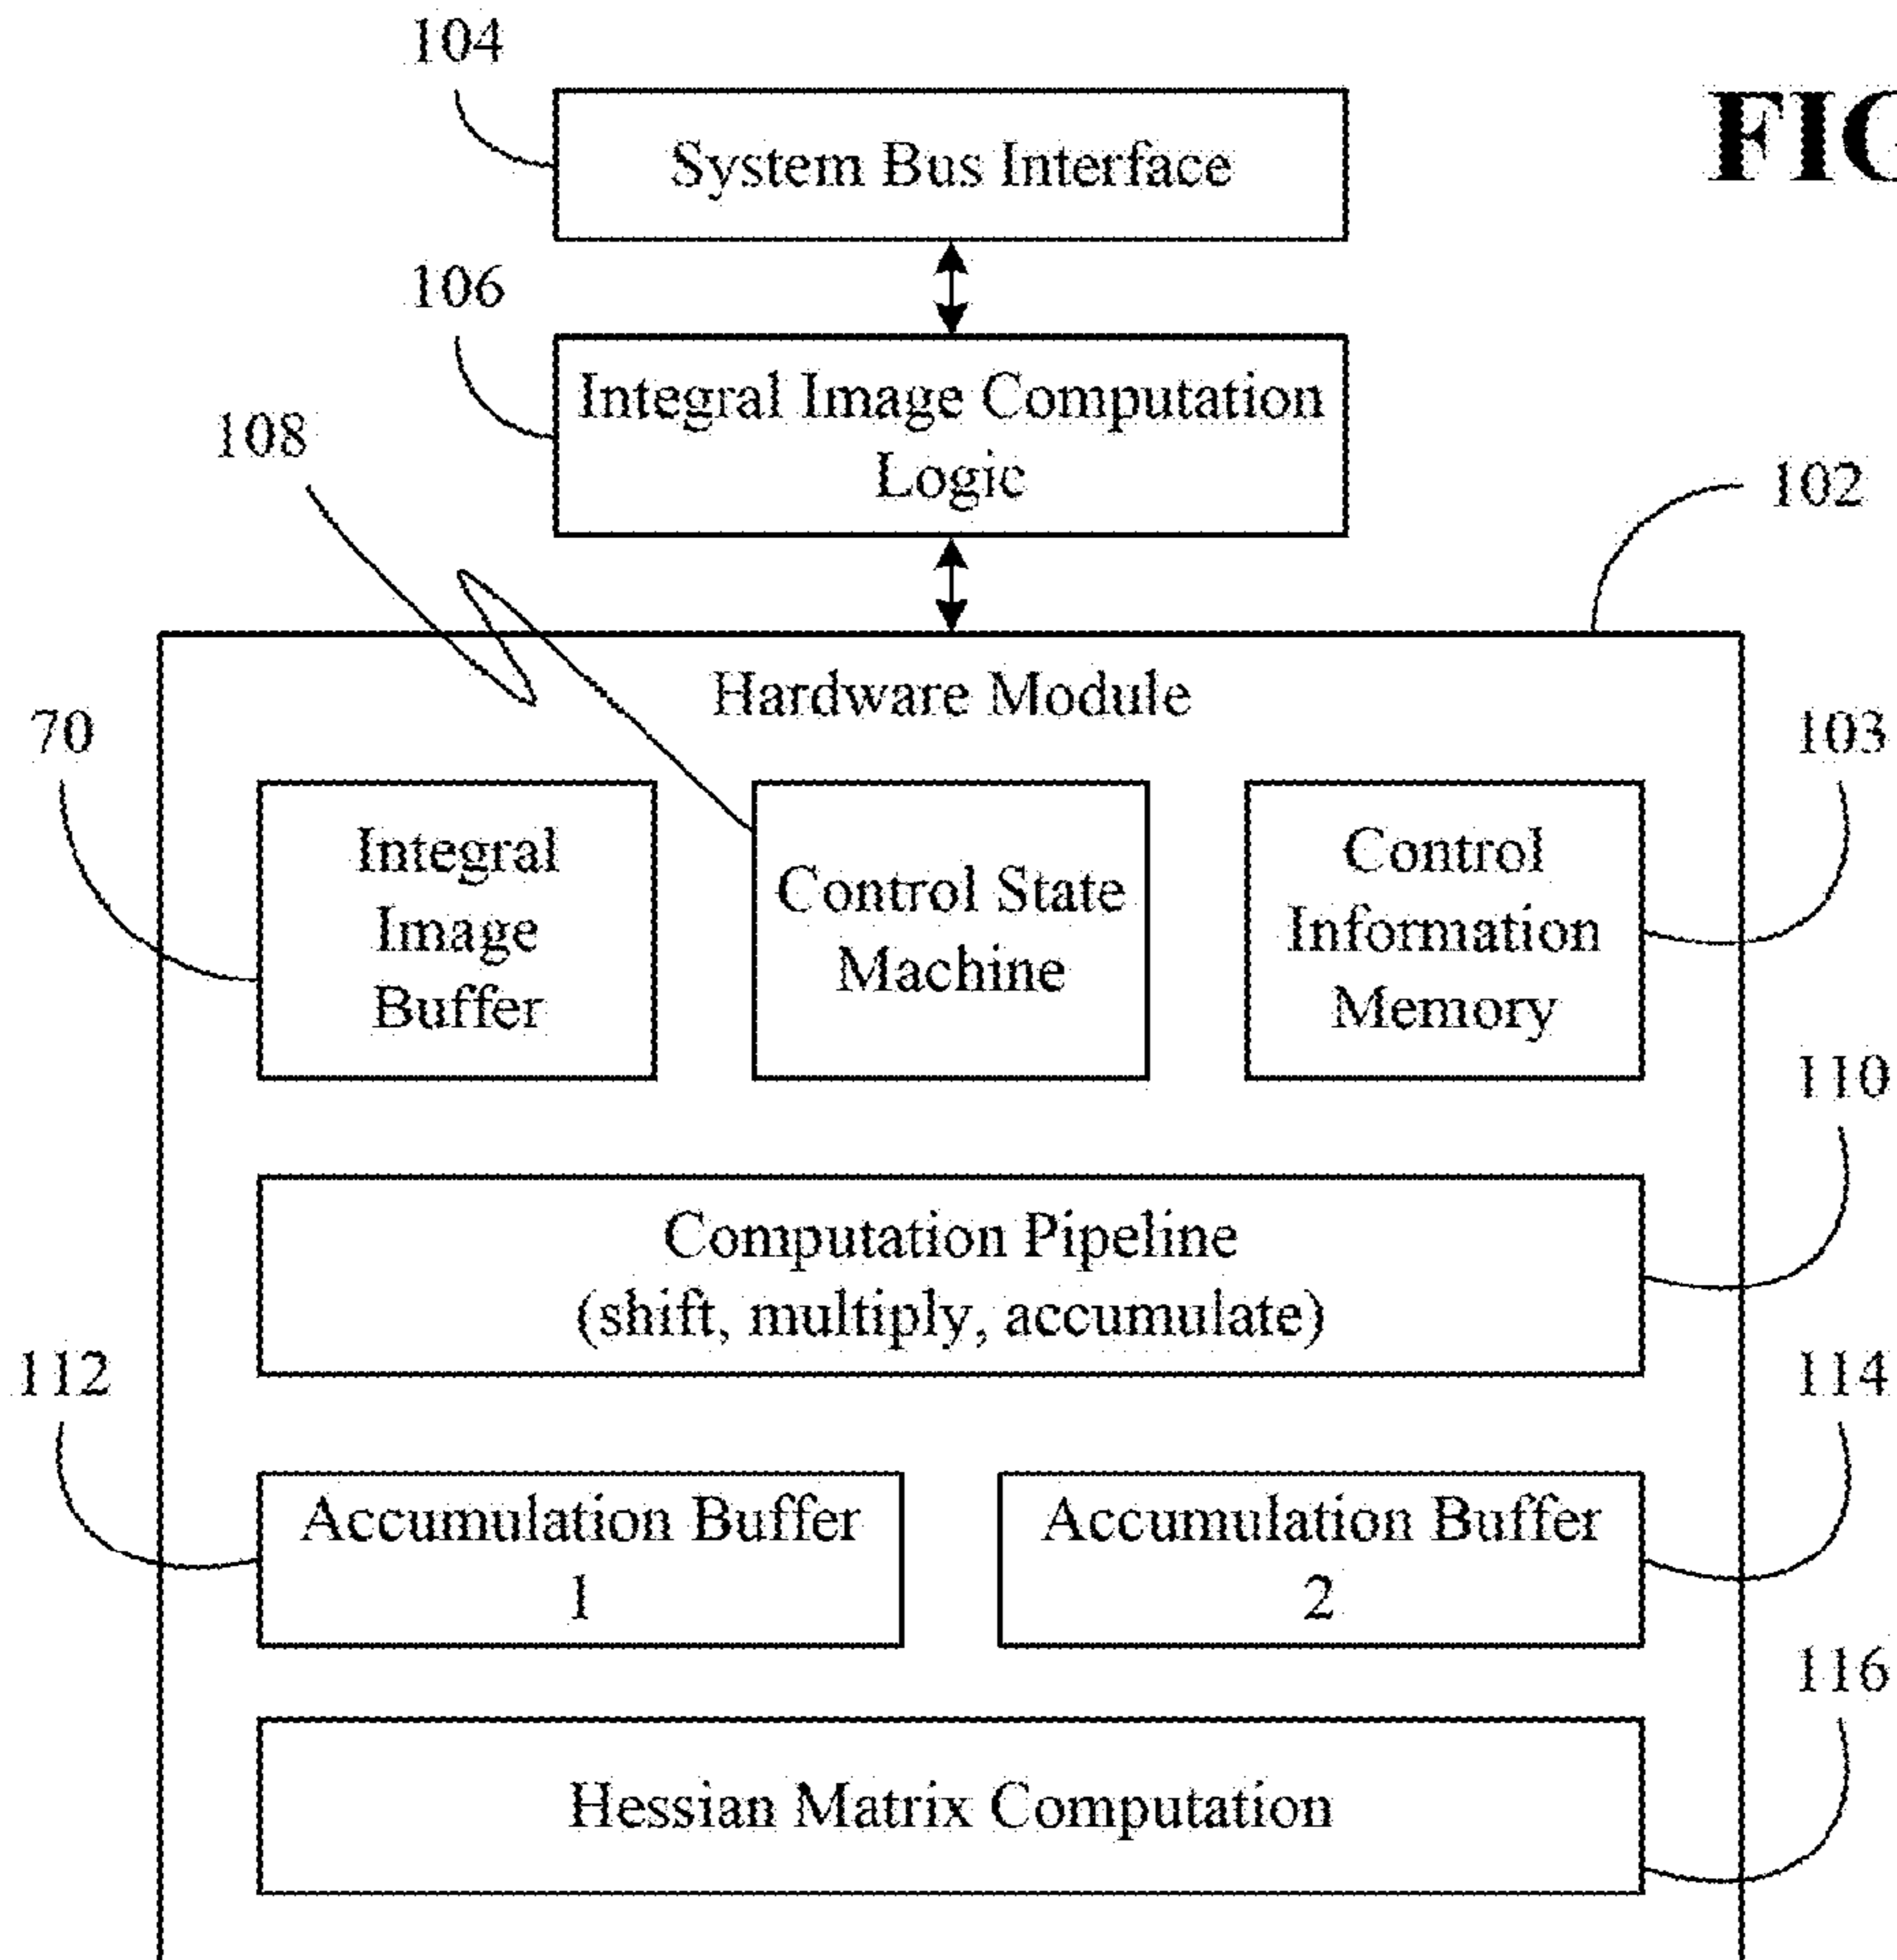 104
FIG
System Bus Interface
106
Integral Image Computation
Logic
108
102
Hardware Module
70
103
Integral
Image
Buffer
Control State
Machine
Control
Information
Memory
110
Computation Pipeline
(shift, multiply, accumulate)
112
114
Accumulation Buffer
1
Accumulation Buffer
2
116
Hessian Matrix Computation